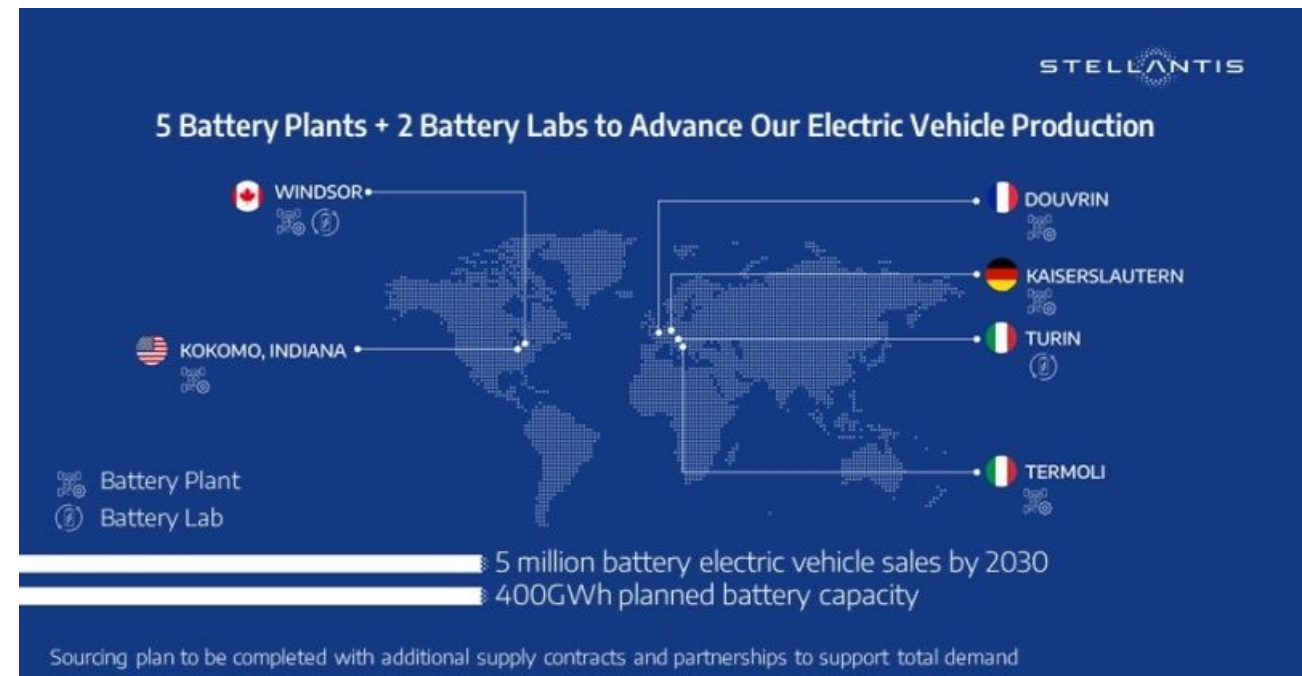 STELLANTIS
5 Battery Plants + 2 Battery Labs to Advance Our Electric Vehicle Production
WINDSOR
DOUVRIN
KAISERSLAUTERN
KOKOMO, INDIANA
TURIN
TERMOLI
Battery Plant
Battery Lab
5 million battery electric vehicle sales by 2030
400GWh planned battery capacity
Sourcing plan to be completed with additional supply contracts and partnerships to support total demand